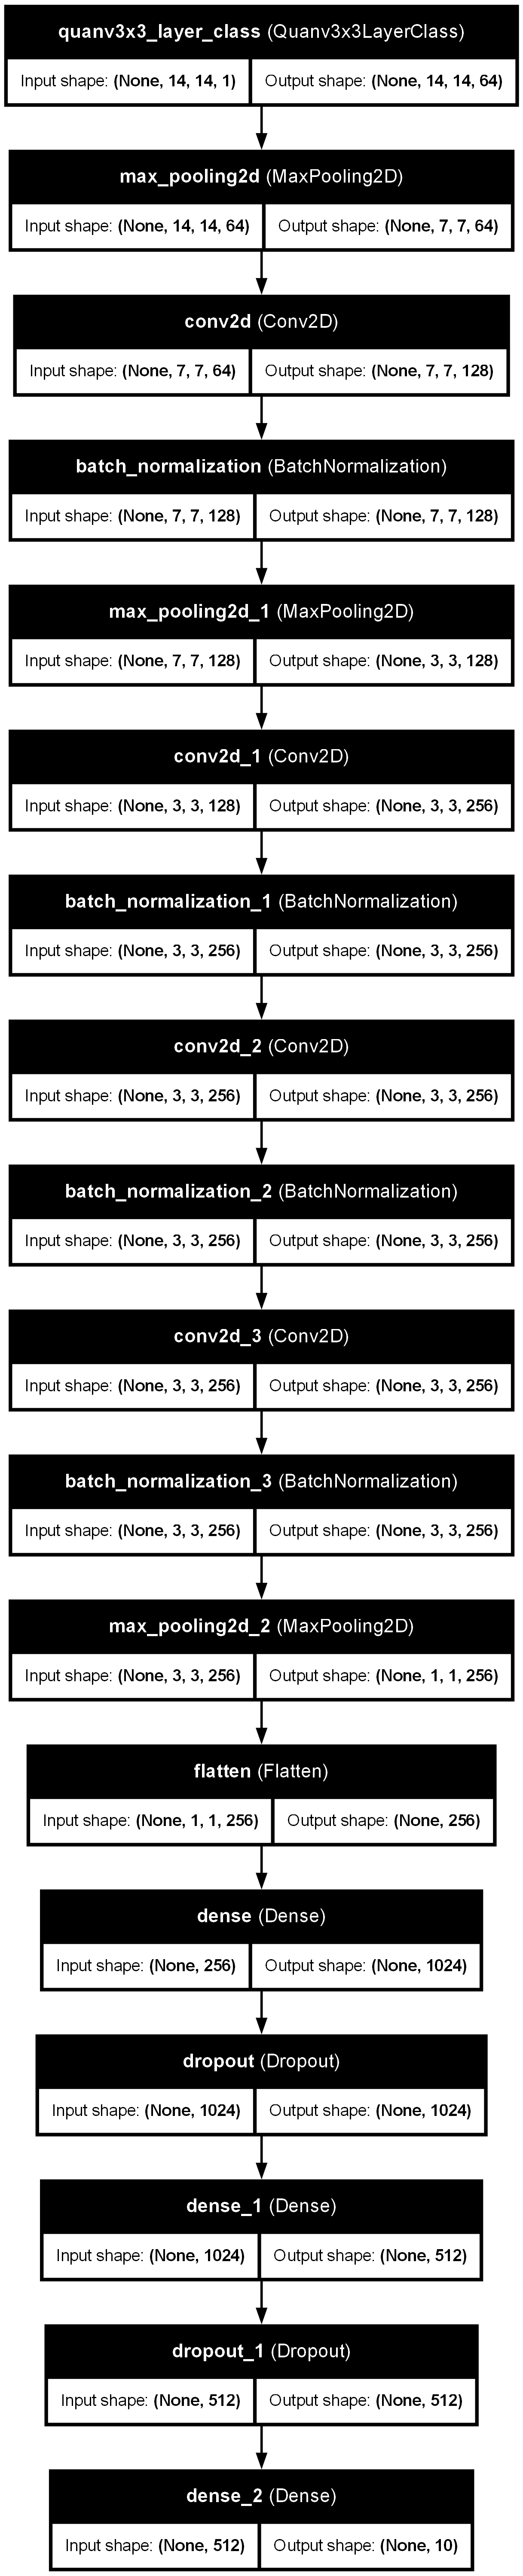 quanv3x3_layer_class (Quanv3x3LayerClass)
Input shape: (None, 14, 14, 1) Output shape: (None, 14, 14, 64)
max_pooling2d (MaxPooling2D)
Input shape: (None, 14, 14, 64) Output shape: (None, 7, 7, 64)
conv2d (Conv2D)
Input shape: (None, 7, 7, 64) Output shape: (None, 7, 7, 128)
batch_normalization (BatchNormalization)
Input shape: (None, 7, 7, 128) Output shape: (None, 7, 7, 128)
max_pooling2d_1 (MaxPooling2D)
Input shape: (None, 7, 7, 128) Output shape: (None, 3, 3, 128)
conv2d_1 (Conv2D)
Input shape: (None, 3, 3, 128) Output shape: (None, 3, 3, 256)
batch_normalization_1 (BatchNormalization)
Input shape: (None, 3, 3, 256) Output shape: (None, 3, 3, 256)
conv2d_2 (Conv2D)
Input shape: (None, 3, 3, 256) Output shape: (None, 3, 3, 256)
batch_normalization_2 (BatchNormalization)
Input shape: (None, 3, 3, 256) Output shape: (None, 3, 3, 256)
conv2d_3 (Conv2D)
Input shape: (None, 3, 3, 256) Output shape: (None, 3, 3, 256)
batch_normalization_3 (BatchNormalization)
Input shape: (None, 3, 3, 256) Output shape: (None, 3, 3, 256)
max_pooling2d_2 (MaxPooling2D)
Input shape: (None, 3, 3, 256) Output shape: (None, 1, 1, 256)
flatten (Flatten)
Input shape: (None, 1, 1, 256) Output shape: (None, 256)
dense (Dense)
Input shape: (None, 256) Output shape: (None, 1024)
dropout (Dropout)
Input shape: (None, 1024) Output shape: (None, 1024)
dense_1 (Dense)
Input shape: (None, 1024) Output shape: (None, 512)
dropout_1 (Dropout)
Input shape: (None, 512) Output shape: (None, 512)
dense_2 (Dense)
Input shape: (None, 512) Output shape: (None, 10)